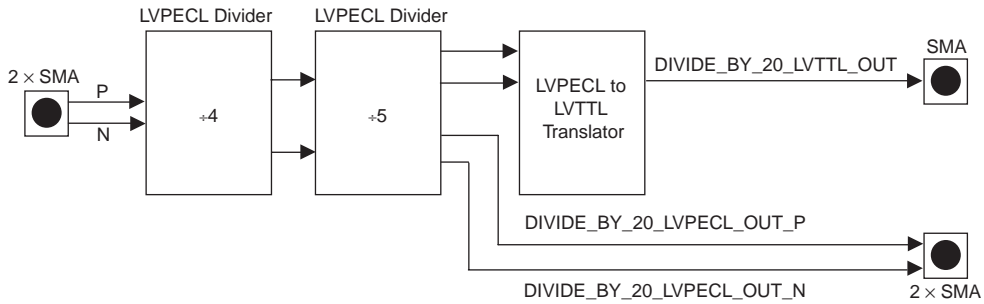 LVPECL Divider
LVPECL Divider
SMA
2 × SMA
P
N
÷4
÷5
LVPECL to
LVTTL
Translator
DIVIDE_BY_20_LVTTL_OUT
DIVIDE_BY_20_LVPECL_OUT_P
DIVIDE_BY_20_LVPECL_OUT_N
2 × SMA